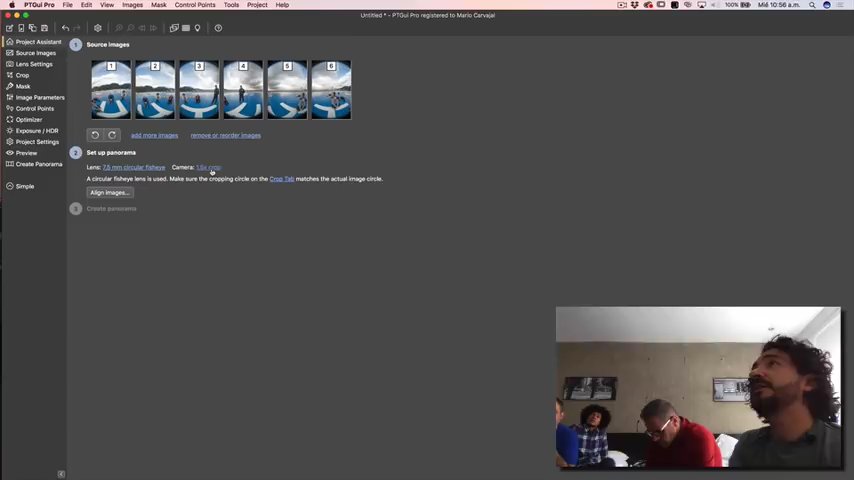 PTGui Pro File Edit View Images Mask Control Points Tools Project Help 100% Mié 10:56 a.m.
Untitled * - PTGui Pro registered to Mario Carvajal
Project Assistant
Source Images
Lens Settings
Crop
Mask
Image Parameters
Control Points
Optimizer
Exposure / HDR
Project Settings
Preview
Create Panorama
Simple
1 Source images
1 2 3 4 5 6
add more images remove or reorder images
2 Set up panorama
Lens: 7.5 mm circular fisheye Camera: 1.5x crop
A circular fisheye lens is used. Make sure the cropping circle on the Crop Tab matches the actual image circle.
Align images...
3 Create panorama